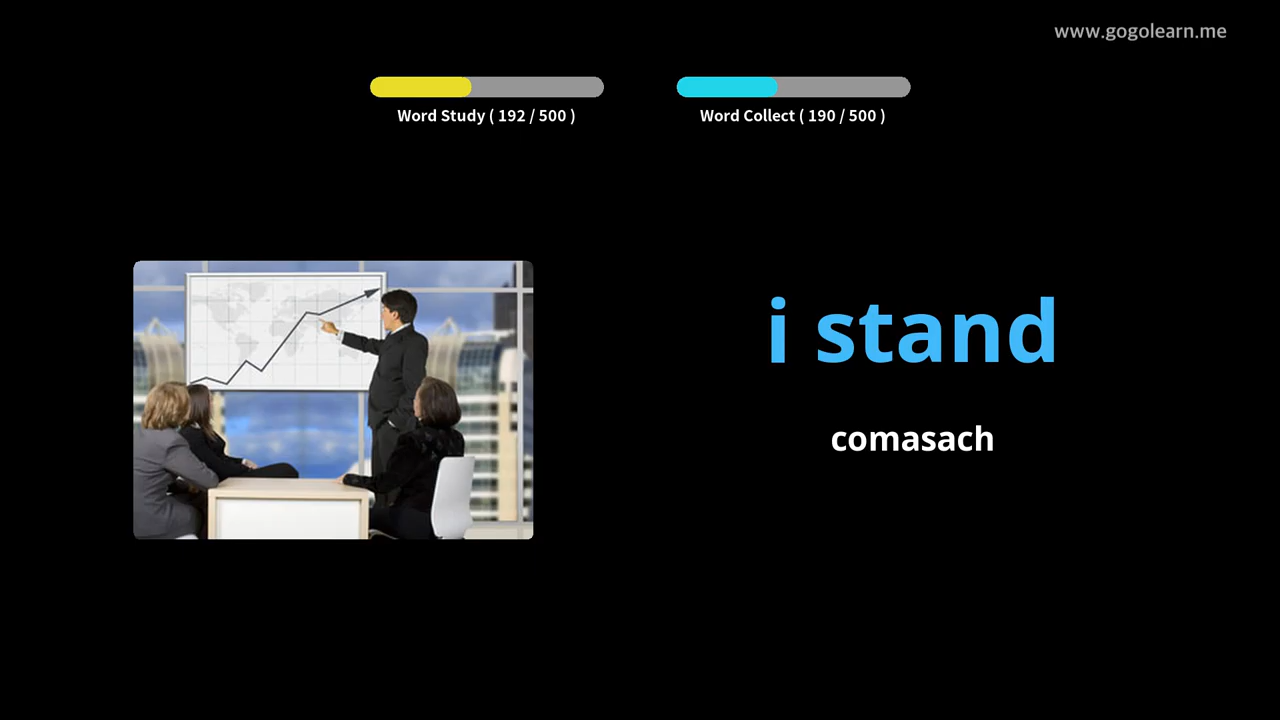 www.gogolearn.me
Word Study ( 192 / 500 )
Word Collect ( 190 / 500 )
i stand
comasach